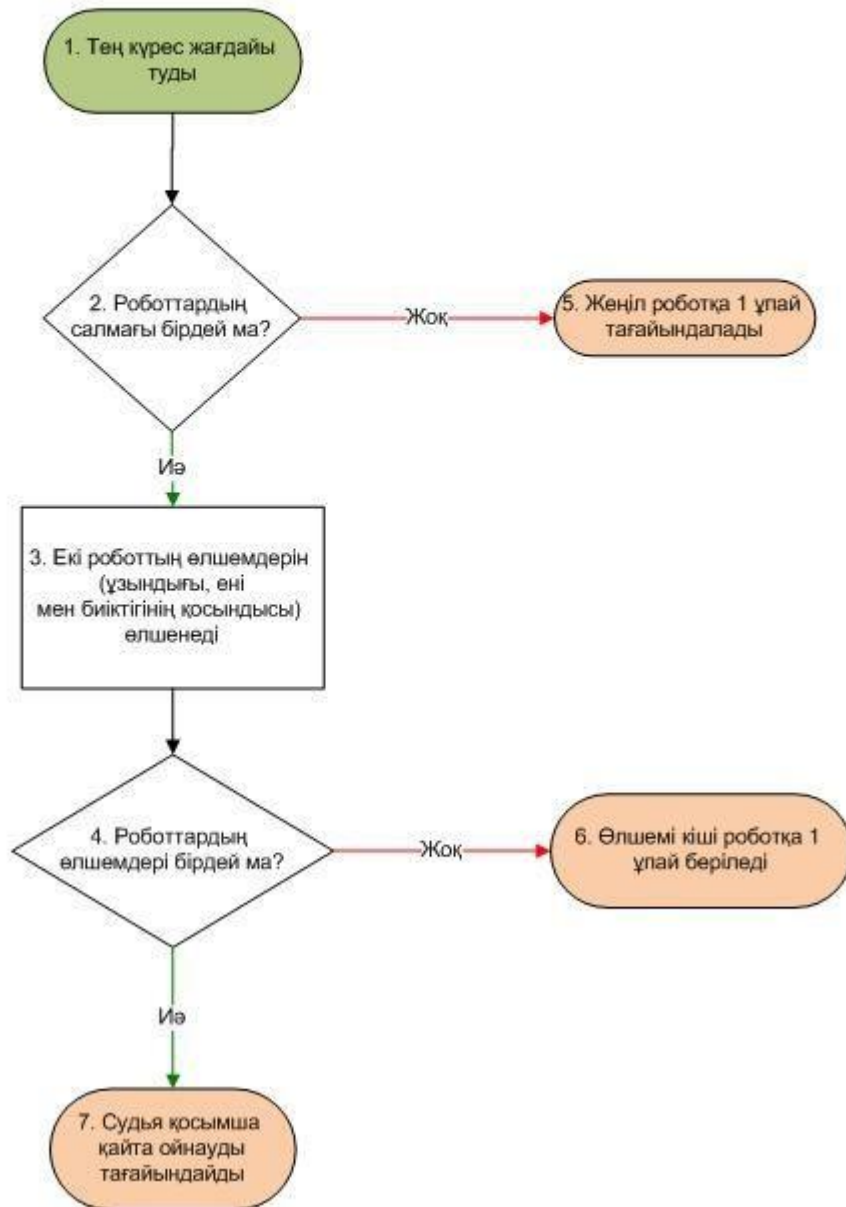 1. Тең күрес жағдайы
туды
2. Роботтардың
салмағы бірдей ма?
Жоқ
5. Жеңіл роботқа 1 ұпай
тағайындалады
Иә
3. Екі роботтың өлшемдерін
(ұзындығы, ені
мен биіктігінің қосындысы)
өлшенеді
4. Роботтардың
өлшемдері бірдей ма?
Жоқ
6. Өлшемі кіші роботқа 1
ұпай беріледі
Иә
7. Судья қосымша
қайта ойнауды
тағайындайды